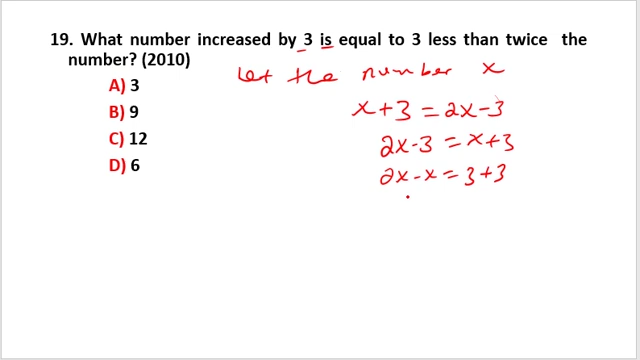 19. What number increased by 3 is equal to 3 less than twice the
number? (2010)
let the number x
A) 3
x + 3 = 2x - 3
B) 9
2x - 3 = x + 3
C) 12
2x - x = 3 + 3
D) 6